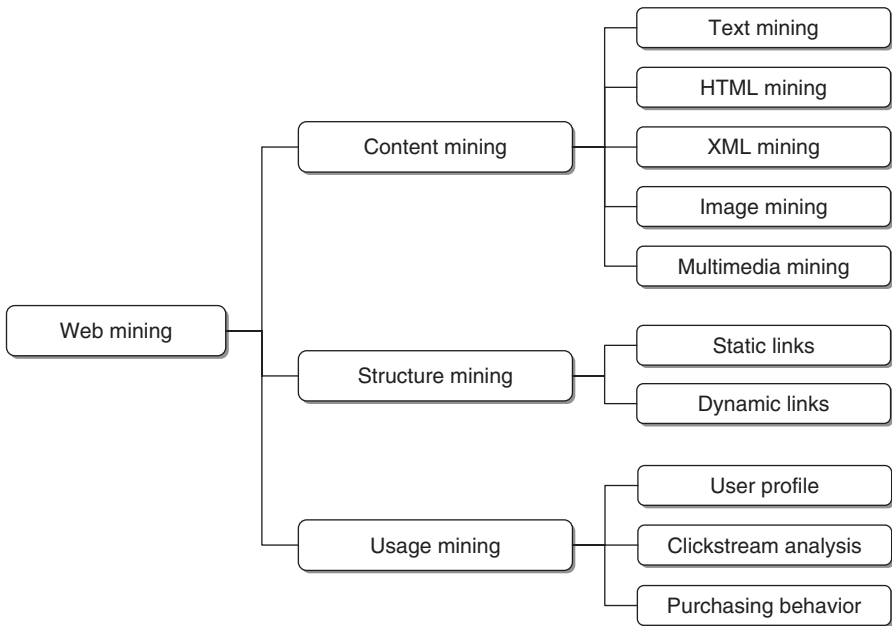 Web mining
Content mining
Text mining
HTML mining
XML mining
Image mining
Multimedia mining
Structure mining
Static links
Dynamic links
Usage mining
User profile
Clickstream analysis
Purchasing behavior